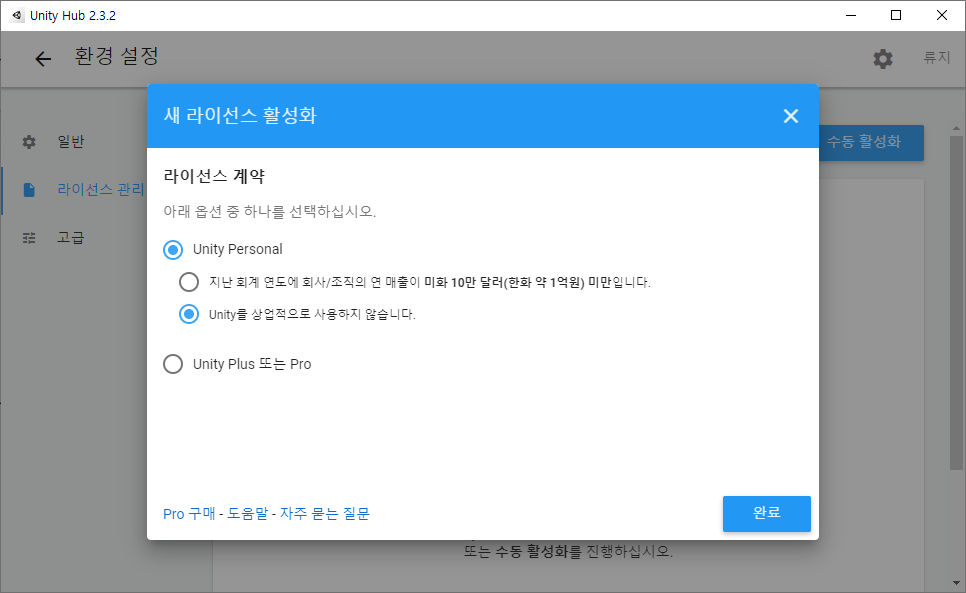 Unity Hub 2.3.2
환경 설정
류지
일반
라이선스 관리
고급
수동 활성화
새 라이선스 활성화
라이선스 계약
아래 옵션 중 하나를 선택하십시오.
Unity Personal
지난 회계 연도에 회사/조직의 연 매출이 미화 10만 달러(한화 약 1억원) 미만입니다.
Unity를 상업적으로 사용하지 않습니다.
Unity Plus 또는 Pro
Pro 구매 - 도움말 - 자주 묻는 질문
완료
또는 수동 활성화를 진행하십시오.